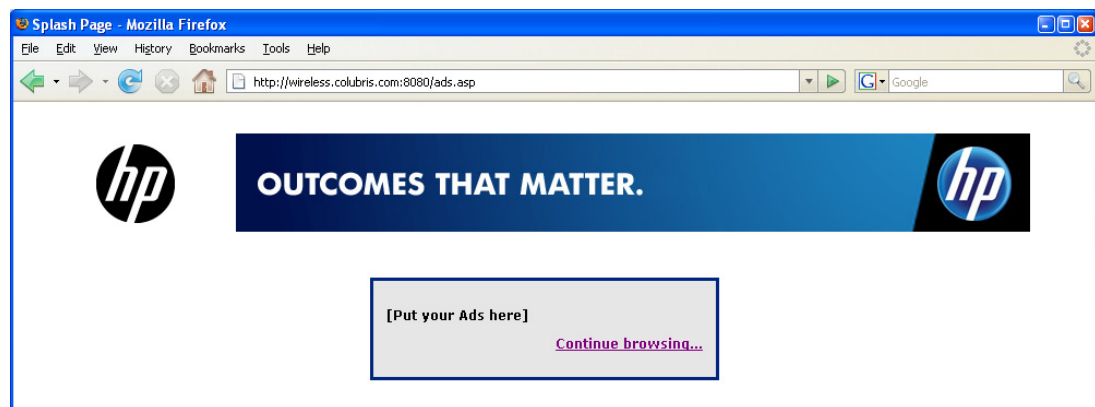 Splash Page - Mozilla Firefox
File Edit View History Bookmarks Tools Help
http://wireless.colubris.com:8080/ads.asp
G Google
hp OUTCOMES THAT MATTER. hp
[Put your Ads here]
Continue browsing...